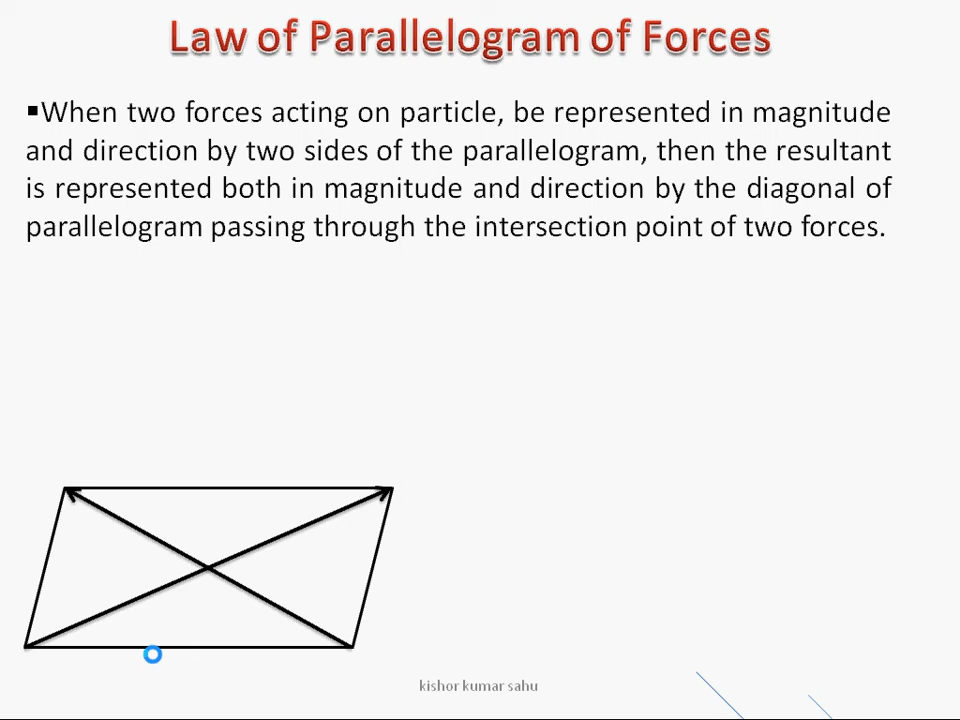 Law of Parallelogram of Forces
▪When two forces acting on particle, be represented in magnitude
and direction by two sides of the parallelogram, then the resultant
is represented both in magnitude and direction by the diagonal of
parallelogram passing through the intersection point of two forces.
kishor kumar sahu